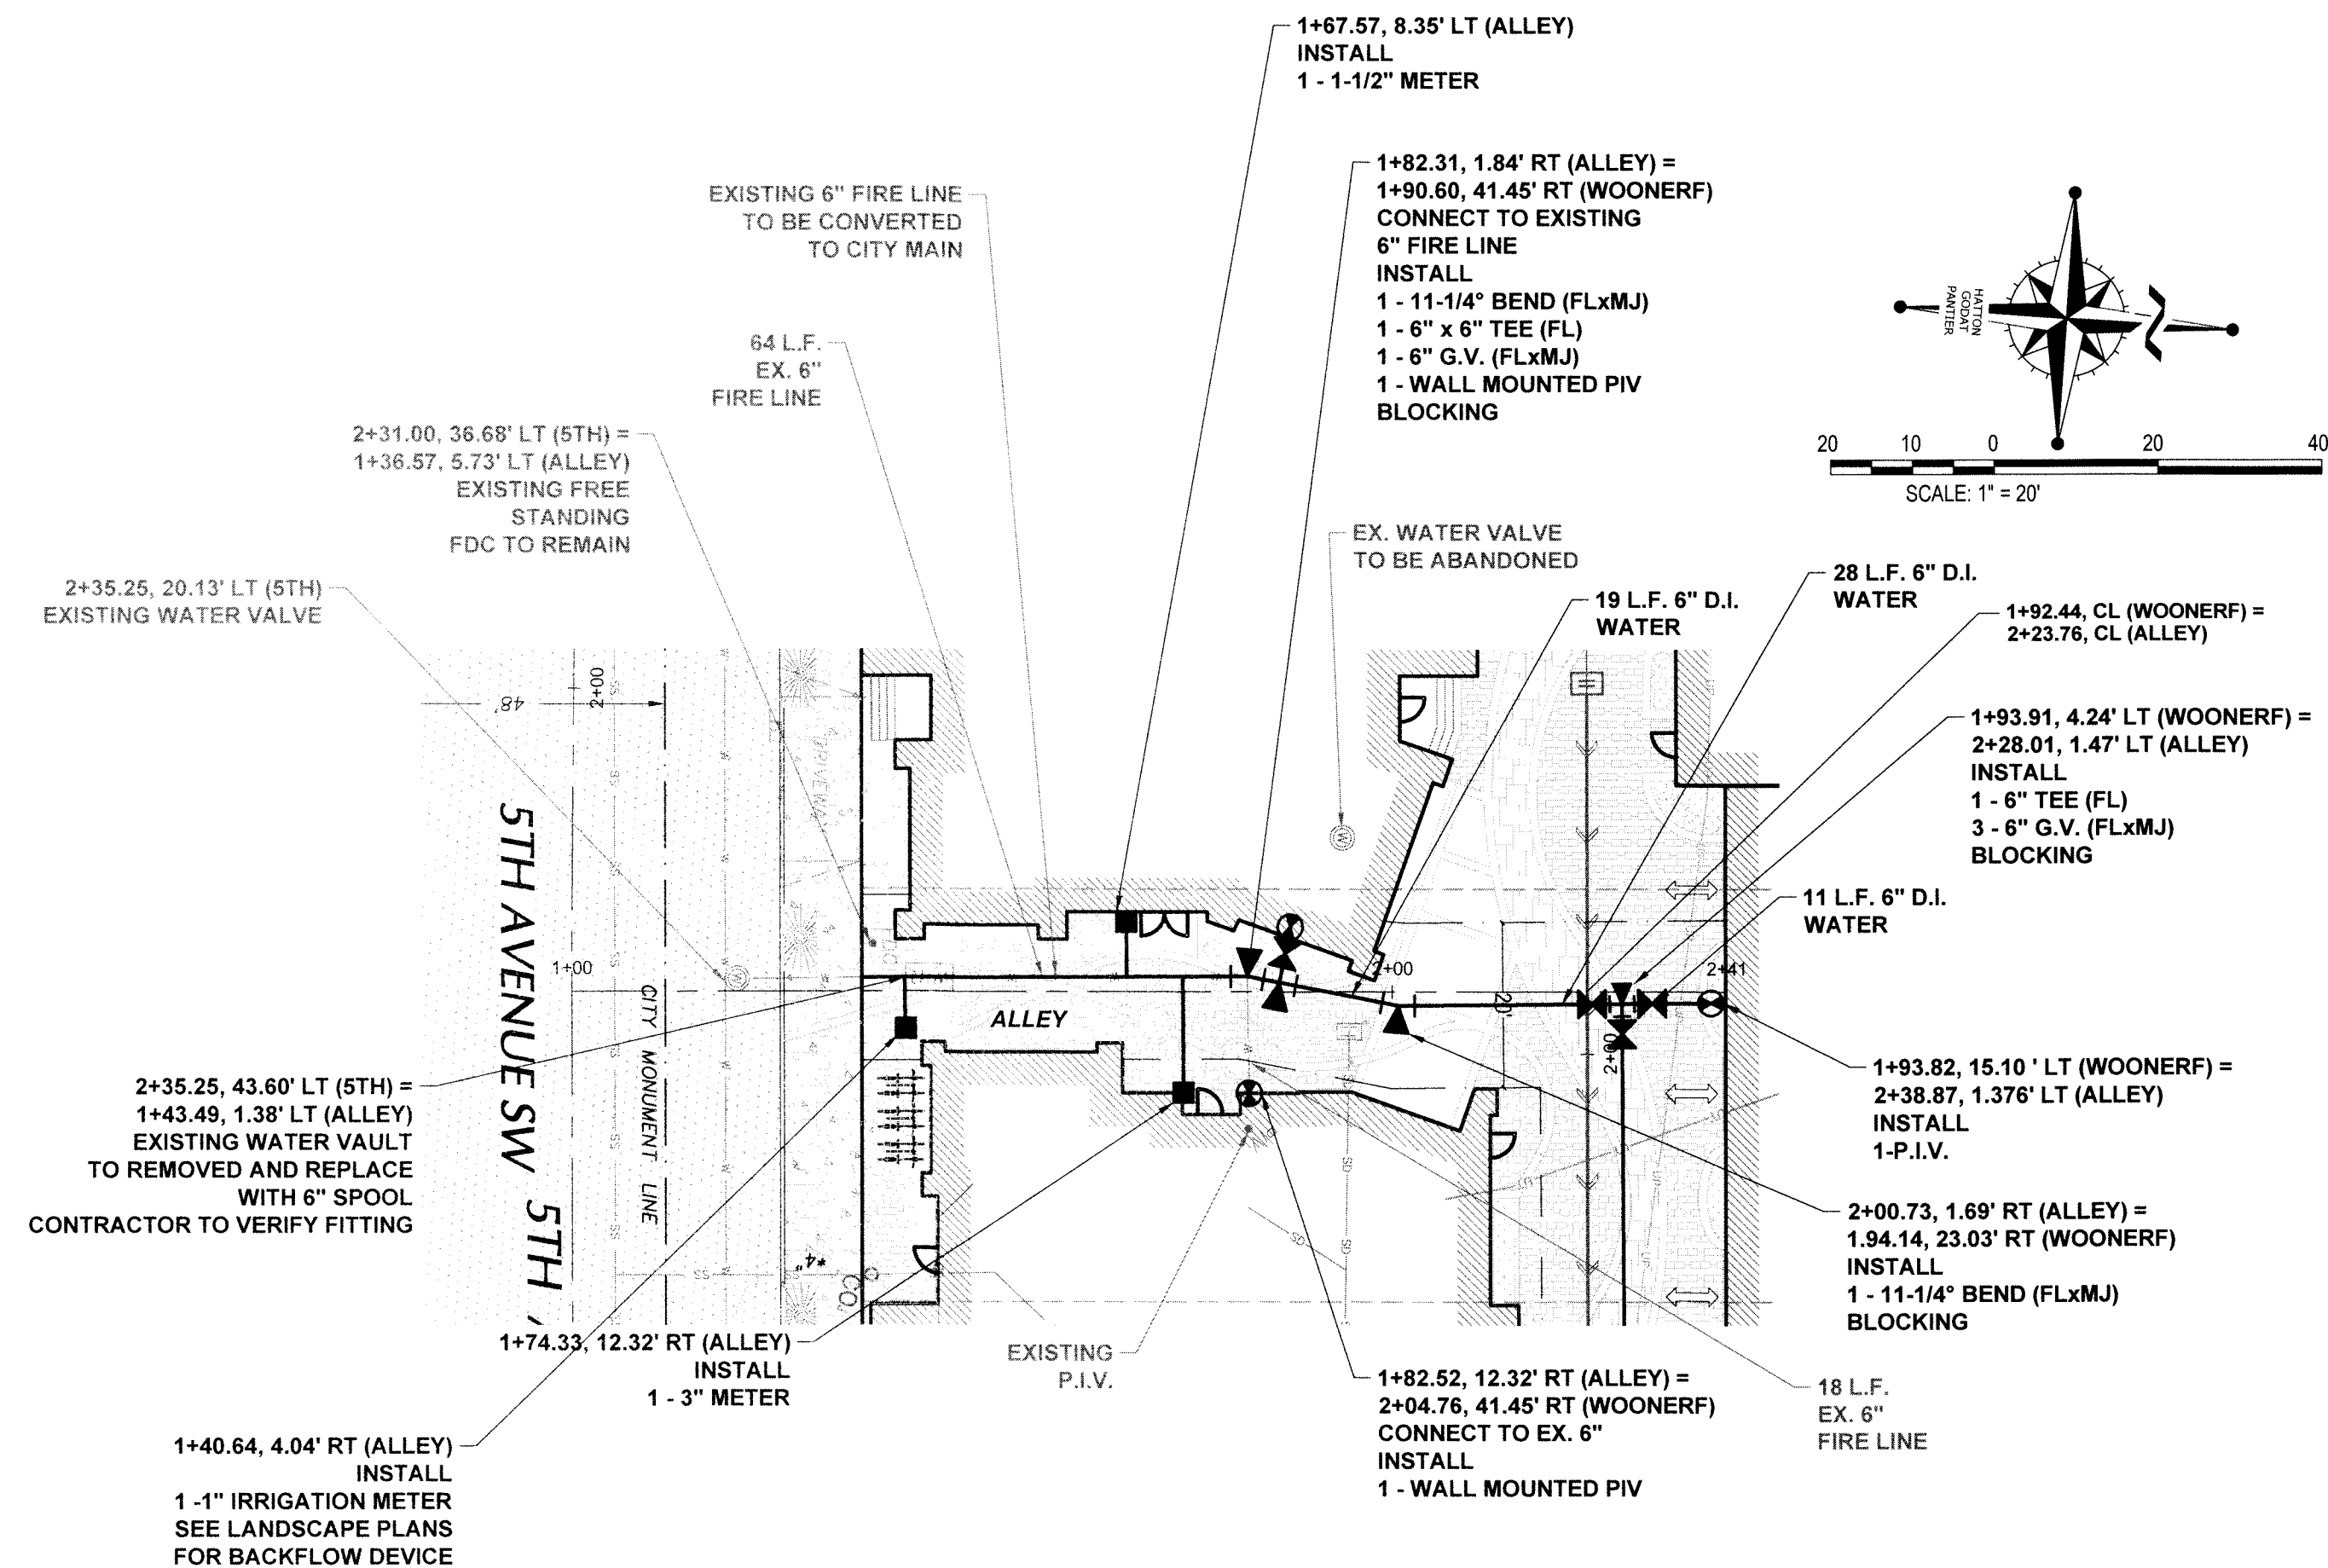 1+67.57, 8.35' LT (ALLEY)
INSTALL
1 - 1-1/2" METER
1+82.31, 1.84' RT (ALLEY) =
1+90.60, 41.45' RT (WOONERF)
CONNECT TO EXISTING
6" FIRE LINE
INSTALL
1 - 11-1/4° BEND (FLxMJ)
1 - 6" x 6" TEE (FL)
1 - 6" G.V. (FLxMJ)
1 - WALL MOUNTED PIV
BLOCKING
EXISTING 6" FIRE LINE
TO BE CONVERTED
TO CITY MAIN
64 L.F.
EX. 6"
FIRE LINE
2+31.00, 36.68' LT (5TH) =
1+36.57, 5.73' LT (ALLEY)
EXISTING FREE
STANDING
FDC TO REMAIN
2+35.25, 20.13' LT (5TH)
EXISTING WATER VALVE
HATTON
GODAT
PANTIER
20 10 0 20 40
SCALE: 1" = 20'
EX. WATER VALVE
TO BE ABANDONED
19 L.F. 6" D.I.
WATER
28 L.F. 6" D.I.
WATER
1+92.44, CL (WOONERF) =
2+23.76, CL (ALLEY)
1+93.91, 4.24' LT (WOONERF) =
2+28.01, 1.47' LT (ALLEY)
INSTALL
1 - 6" TEE (FL)
3 - 6" G.V. (FLxMJ)
BLOCKING
11 L.F. 6" D.I.
WATER
48'
2+00
5TH AVENUE SW
5TH
1+00
CITY MONUMENT LINE
ALLEY
2+00
20'
2+41
2+00
W
W
SS
SS
SD
SD
SD
UP
*4"
CO
2+35.25, 43.60' LT (5TH) =
1+43.49, 1.38' LT (ALLEY)
EXISTING WATER VAULT
TO REMOVED AND REPLACE
WITH 6" SPOOL
CONTRACTOR TO VERIFY FITTING
1+93.82, 15.10 ' LT (WOONERF) =
2+38.87, 1.376' LT (ALLEY)
INSTALL
1-P.I.V.
2+00.73, 1.69' RT (ALLEY) =
1.94.14, 23.03' RT (WOONERF)
INSTALL
1 - 11-1/4° BEND (FLxMJ)
BLOCKING
1+74.33, 12.32' RT (ALLEY)
INSTALL
1 - 3" METER
EXISTING
P.I.V.
1+82.52, 12.32' RT (ALLEY) =
2+04.76, 41.45' RT (WOONERF)
CONNECT TO EX. 6"
INSTALL
1 - WALL MOUNTED PIV
18 L.F.
EX. 6"
FIRE LINE
1+40.64, 4.04' RT (ALLEY)
INSTALL
1 -1" IRRIGATION METER
SEE LANDSCAPE PLANS
FOR BACKFLOW DEVICE